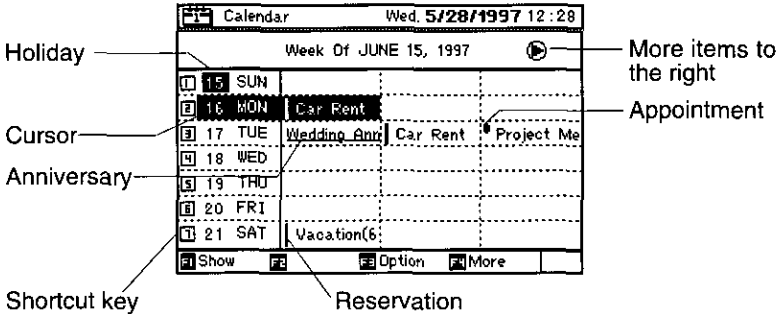 Calendar Wed. 5/28/1997 12:28
Week Of JUNE 15, 1997
Holiday
More items to
the right
1 15 SUN
2 16 MON Car Rent
Appointment
Cursor
3 17 TUE Wedding Ann Car Rent Project Me
4 18 WED
Anniversary
5 19 THU
6 20 FRI
7 21 SAT Vacation(6
F1 Show F2 F3 Option F4 More
Shortcut key
Reservation